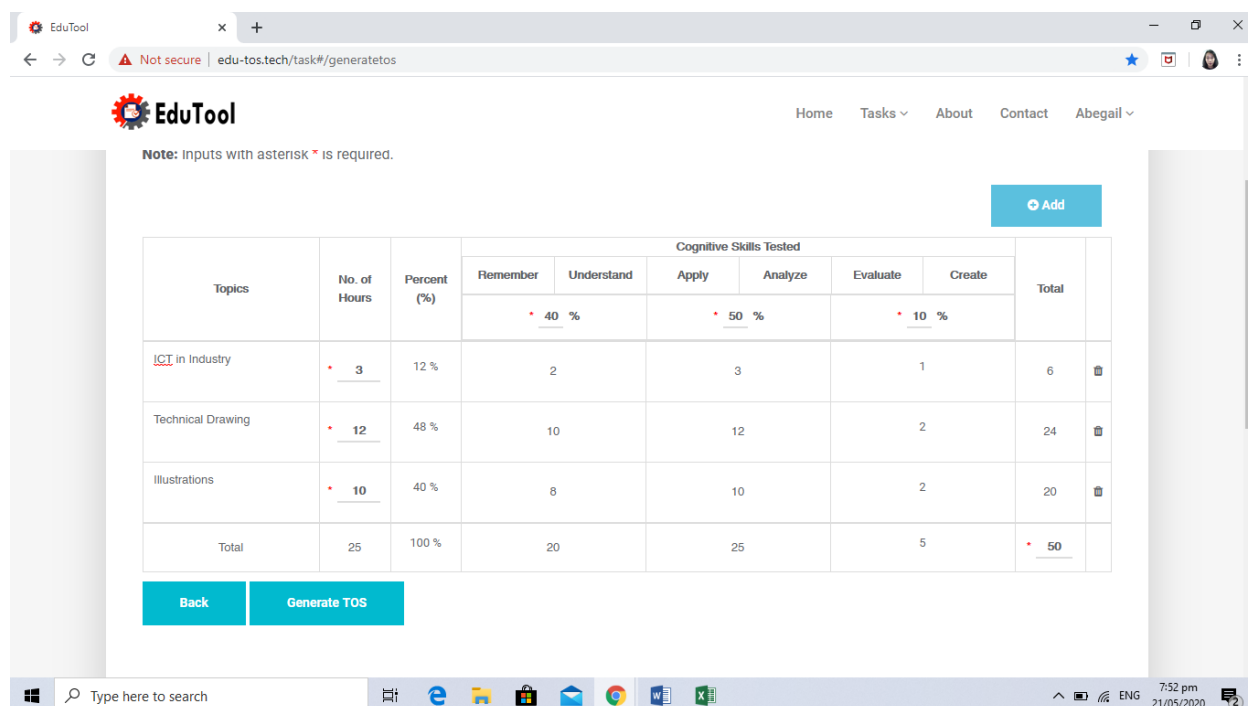 EduTool
Not secure | edu-tos.tech/task#/generatetos
EduTool
Home Tasks About Contact Abegail
Note: Inputs with asterisk * is required.
Add
Cognitive Skills Tested
Topics No. of Hours Percent (%) Remember Understand Apply Analyze Evaluate Create Total
* 40 % * 50 % * 10 %
ICT in Industry * 3 12 % 2 3 1 6
Technical Drawing * 12 48 % 10 12 2 24
Illustrations * 10 40 % 8 10 2 20
Total 25 100 % 20 25 5 * 50
Back Generate TOS
Type here to search
ENG 7:52 pm
21/05/2020 2